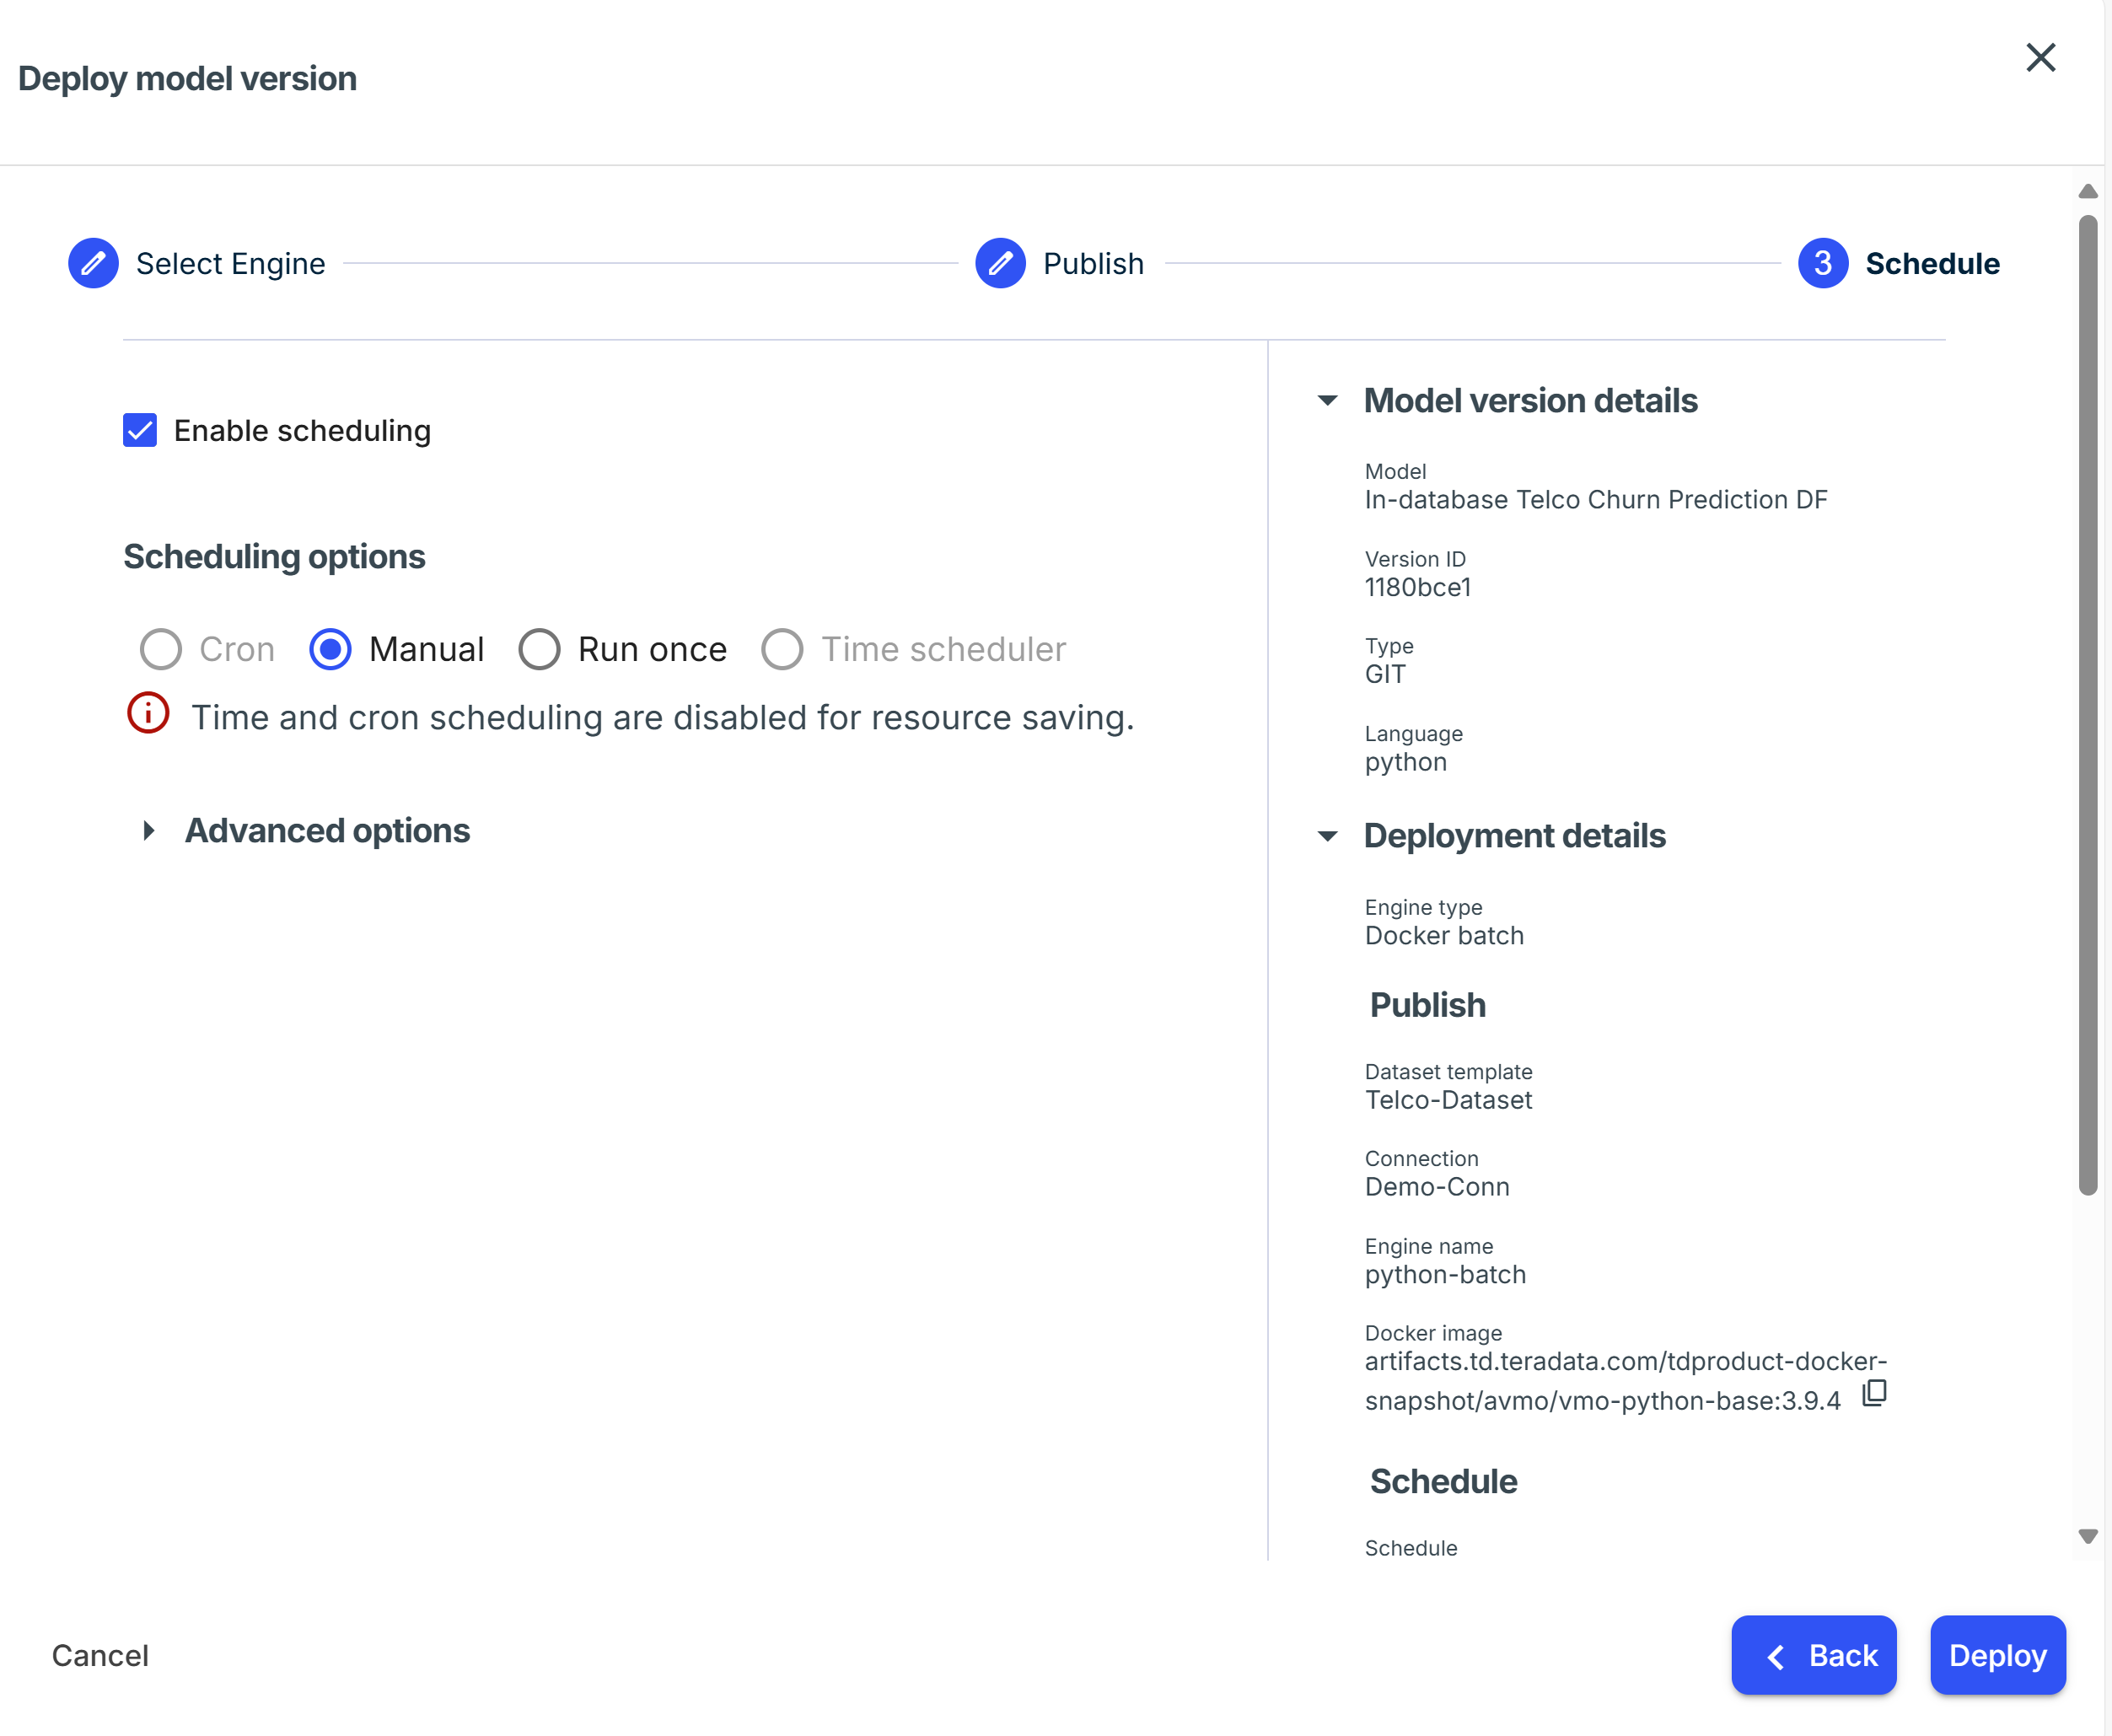 Deploy model version
Select Engine
Publish
3
Schedule
Enable scheduling
Scheduling options
Cron
Manual
Run once
Time scheduler
Time and cron scheduling are disabled for resource saving.
Advanced options
Model version details
Model
In-database Telco Churn Prediction DF
Version ID
1180bce1
Type
GIT
Language
python
Deployment details
Engine type
Docker batch
Publish
Dataset template
Telco-Dataset
Connection
Demo-Conn
Engine name
python-batch
Docker image
artifacts.td.teradata.com/tdproduct-docker-
snapshot/avmo/vmo-python-base:3.9.4
Schedule
Schedule
Cancel
Back
Deploy